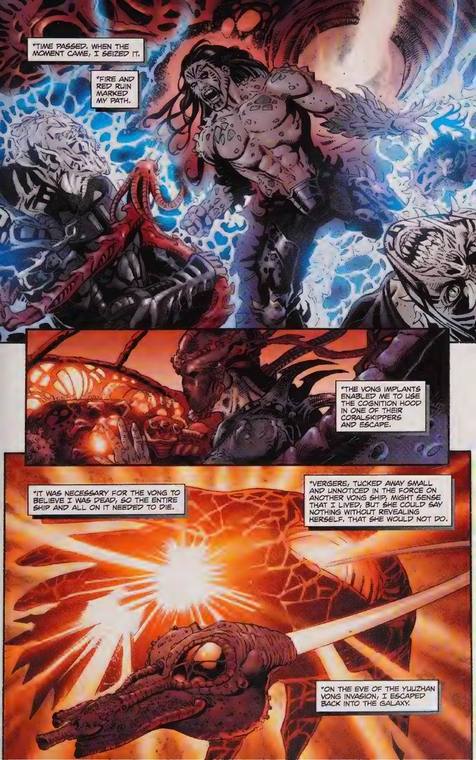 "TIME PASSED. WHEN THE
MOMENT CAME, I SEIZED IT.
"FIRE AND
RED RUIN
MARKED
MY PATH.
"THE VONG IMPLANTS
ENABLED ME TO USE
THE COGNITION HOOD
IN ONE OF THEIR
CORALSKIPPERS
AND ESCAPE.
"IT WAS NECESSARY FOR THE VONG TO
BELIEVE I WAS DEAD, SO THE ENTIRE
SHIP AND ALL ON IT NEEDED TO DIE.
"VERGERE, TUCKED AWAY SMALL
AND UNNOTICED IN THE FORCE ON
ANOTHER VONG SHIP, MIGHT SENSE
THAT I LIVED, BUT SHE COULD SAY
NOTHING WITHOUT REVEALING
HERSELF. THAT SHE WOULD NOT DO.
"ON THE EVE OF THE YUUZHAN
VONG INVASION, I ESCAPED
BACK INTO THE GALAXY.